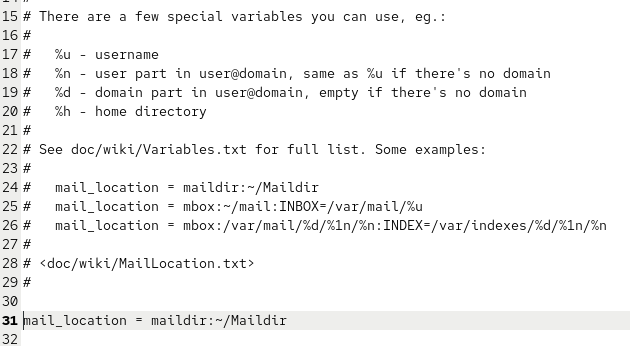 15 # There are a few special variables you can use, eg.:
16 #
17 #   %u - username
18 #   %n - user part in user@domain, same as %u if there's no domain
19 #   %d - domain part in user@domain, empty if there's no domain
20 #   %h - home directory
21 #
22 # See doc/wiki/Variables.txt for full list. Some examples:
23 #
24 #   mail_location = maildir:~/Maildir
25 #   mail_location = mbox:~/mail:INBOX=/var/mail/%u
26 #   mail_location = mbox:/var/mail/%d/%1n/%n:INDEX=/var/indexes/%d/%1n/%n
27 #
28 # <doc/wiki/MailLocation.txt>
29 #
30
31 mail_location = maildir:~/Maildir
32